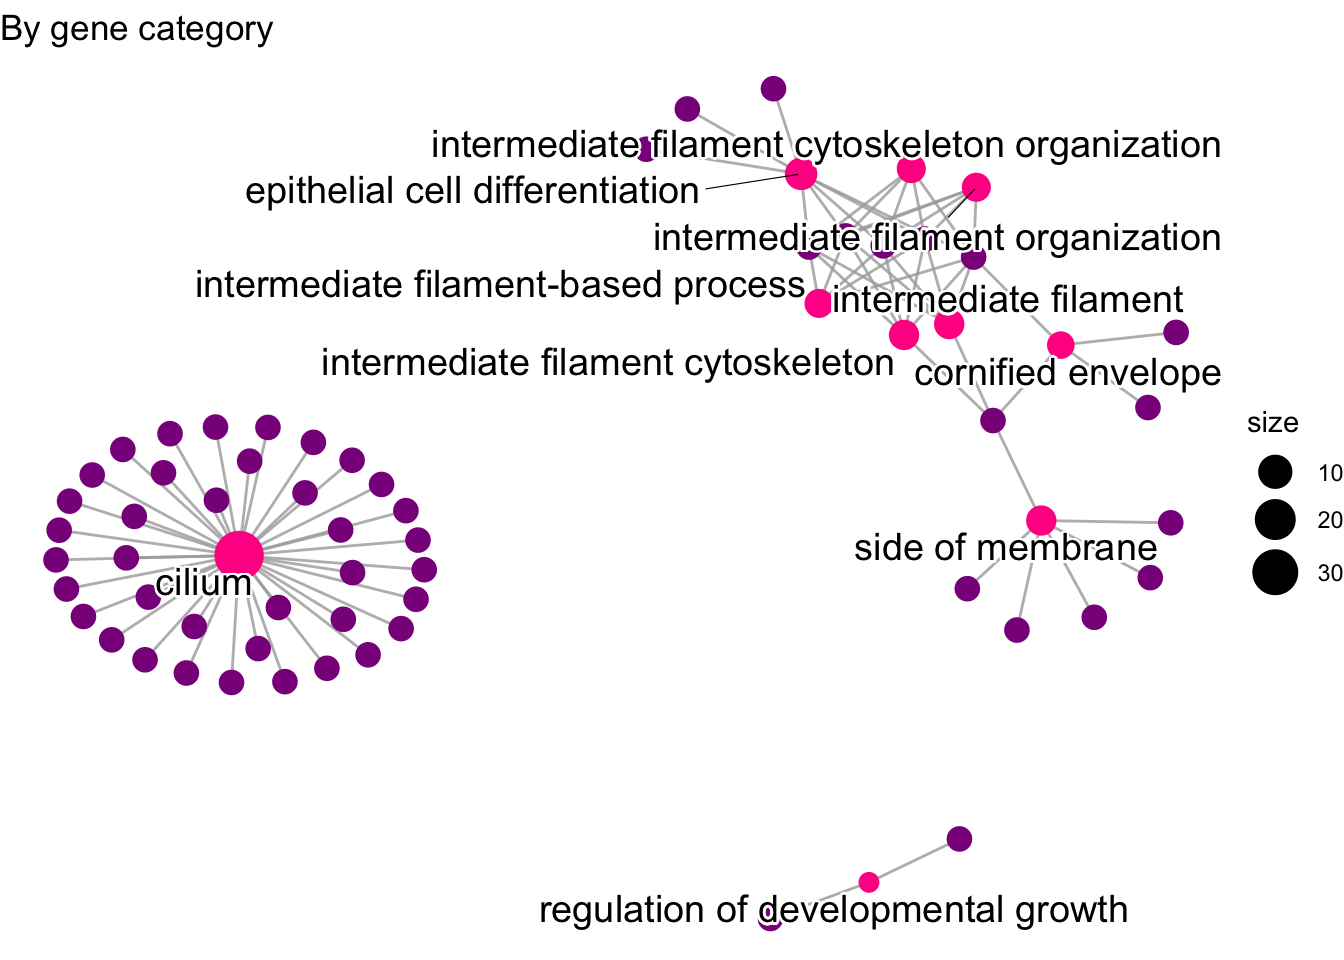 By gene category
intermediate filament cytoskeleton organization
epithelial cell differentiation
intermediate filament organization
intermediate filament-based process
intermediate filament
intermediate filament cytoskeleton
cornified envelope
size
10
20
30
side of membrane
cilium
regulation of developmental growth